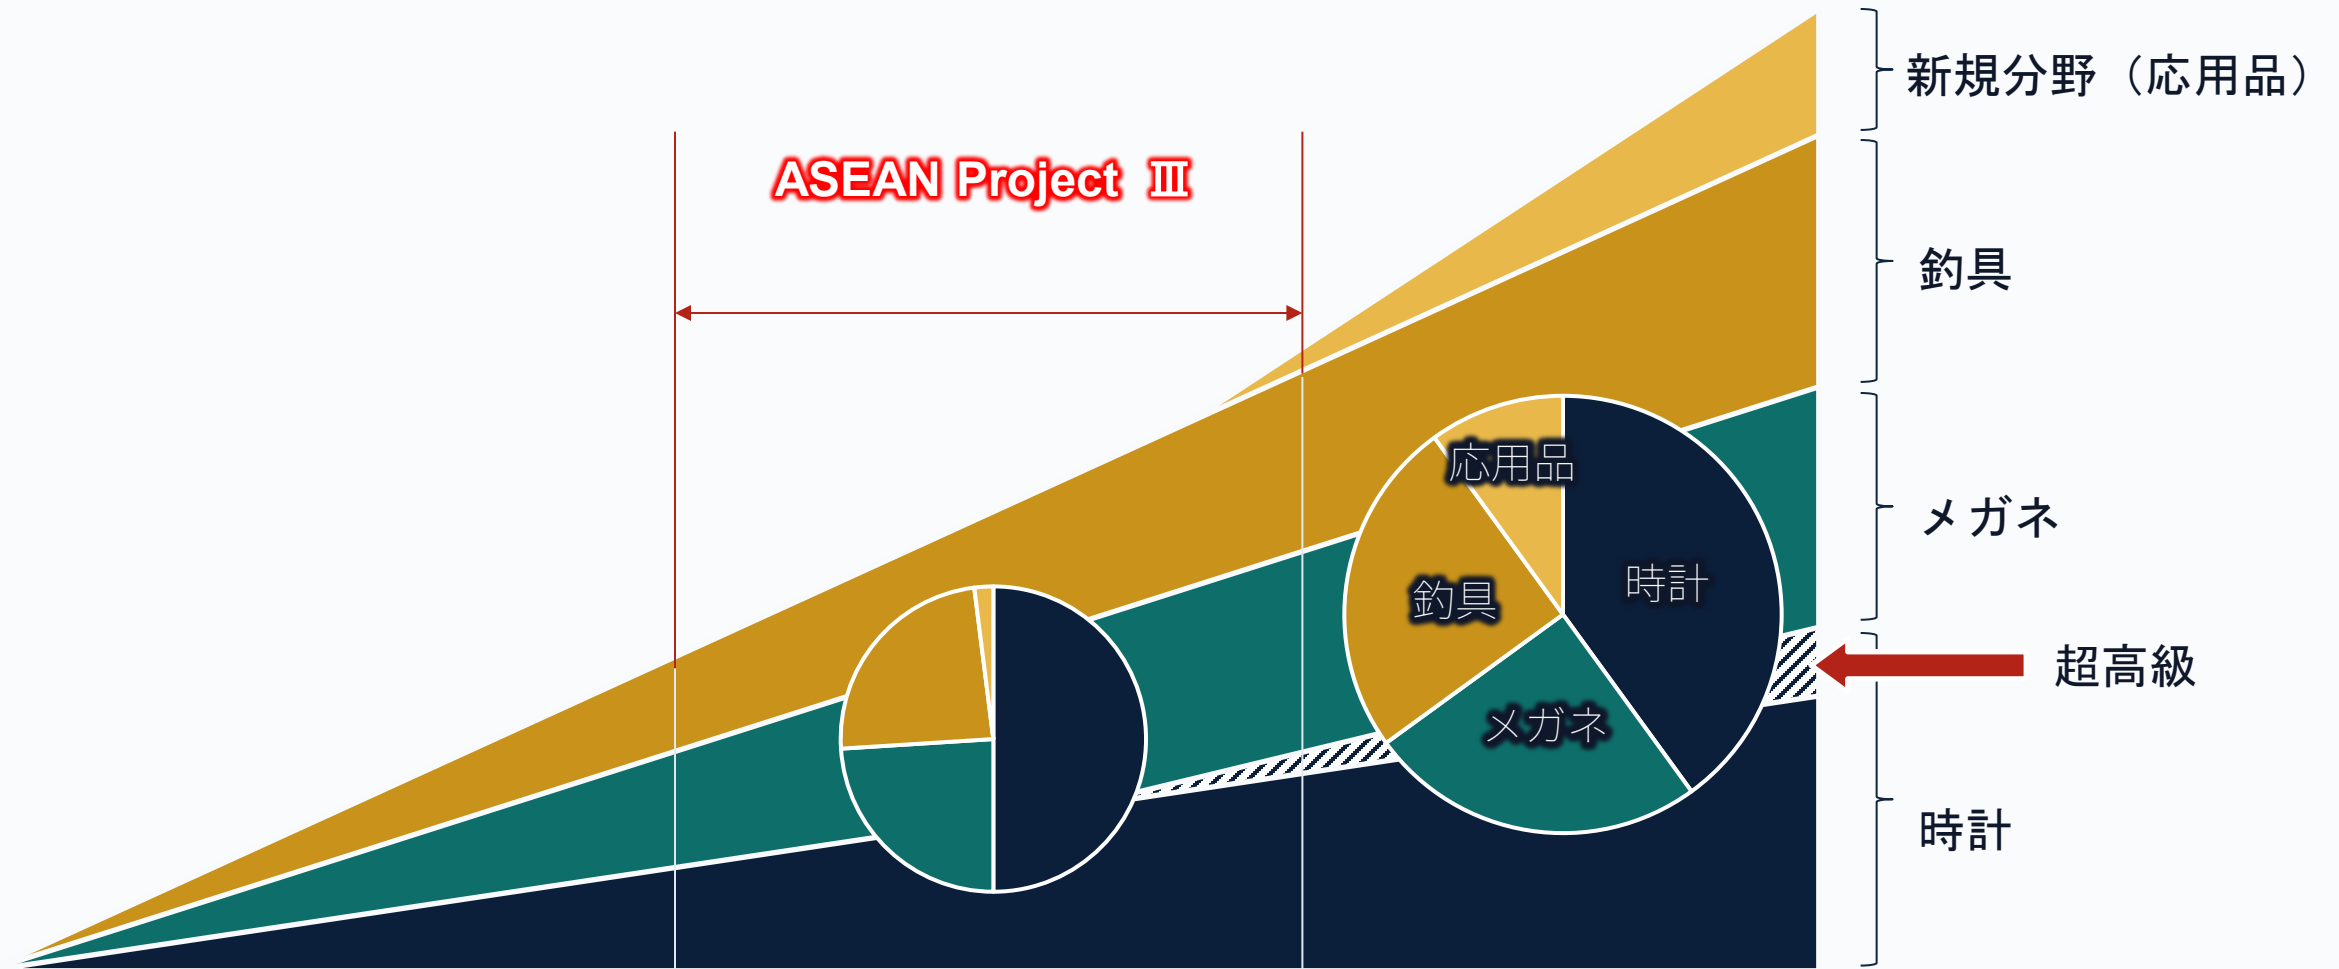 新規分野（応用品）
ASEAN Project Ⅲ
釣具
応用品
メガネ
時計
釣具
超高級
メガネ
時計